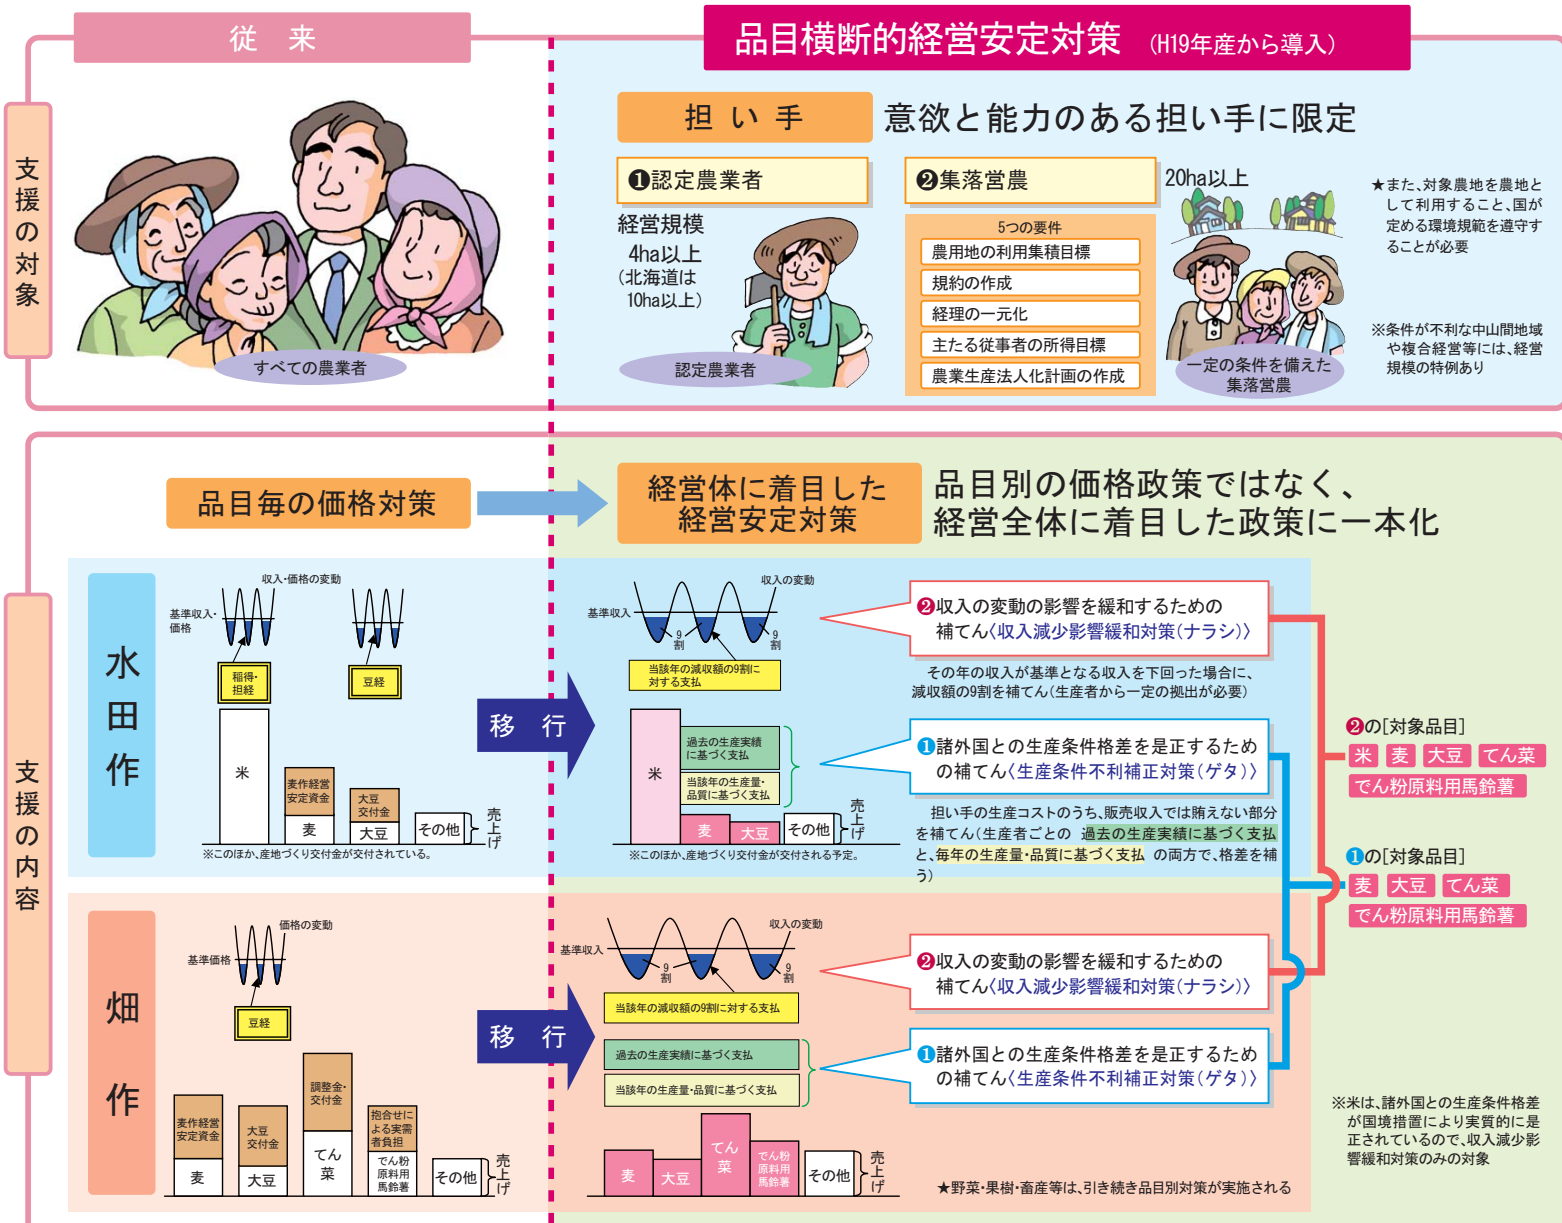 従来
品目横断的経営安定対策 (H19年産から導入)
支援の対象
すべての農業者
担い手
意欲と能力のある担い手に限定
❶認定農業者
経営規模
4ha以上
(北海道は
10ha以上)
認定農業者
❷集落営農
5つの要件
農用地の利用集積目標
規約の作成
経理の一元化
主たる従事者の所得目標
農業生産法人化計画の作成
20ha以上
一定の条件を備えた
集落営農
★また、対象農地を農地と
して利用すること、国が
定める環境規範を遵守す
ることが必要
※条件が不利な中山間地域
や複合経営等には、経営
規模の特例あり
支援の内容
品目毎の価格対策
経営体に着目した
経営安定対策
品目別の価格政策ではなく、
経営全体に着目した政策に一本化
水田作
収入・価格の変動
基準収入・
価格
稲得・
担経
豆経
米
麦作経営
安定資金
麦
大豆
交付金
大豆
その他
売上げ
※このほか、産地づくり交付金が交付されている。
移行
収入の変動
基準収入
9割
9割
当該年の減収額の9割に
対する支払
米
過去の生産実績
に基づく支払
当該年の生産量・
品質に基づく支払
麦
大豆
その他
売上げ
※このほか、産地づくり交付金が交付される予定。
❷収入の変動の影響を緩和するための
補てん〈収入減少影響緩和対策(ナラシ)〉
その年の収入が基準となる収入を下回った場合に、
減収額の9割を補てん(生産者から一定の拠出が必要)
❶諸外国との生産条件格差を是正するため
の補てん〈生産条件不利補正対策(ゲタ)〉
担い手の生産コストのうち、販売収入では賄えない部分
を補てん(生産者ごとの 過去の生産実績に基づく支払
と、毎年の生産量・品質に基づく支払 の両方で、格差を補
う)
❷の[対象品目]
米 麦 大豆 てん菜
でん粉原料用馬鈴薯
❶の[対象品目]
麦 大豆 てん菜
でん粉原料用馬鈴薯
畑作
価格の変動
基準価格
豆経
麦作経営
安定資金
麦
大豆
交付金
大豆
調整金・
交付金
てん
菜
抱合せに
よる実需
者負担
でん粉
原料用
馬鈴薯
その他
売上げ
移行
収入の変動
基準収入
9割
9割
当該年の減収額の9割に対する支払
過去の生産実績に基づく支払
当該年の生産量・品質に基づく支払
麦
大豆
てん
菜
でん粉
原料用
馬鈴薯
その他
売上げ
❷収入の変動の影響を緩和するための
補てん〈収入減少影響緩和対策(ナラシ)〉
❶諸外国との生産条件格差を是正するため
の補てん〈生産条件不利補正対策(ゲタ)〉
★野菜・果樹・畜産等は、引き続き品目別対策が実施される
※米は、諸外国との生産条件格差
が国境措置により実質的に是
正されているので、収入減少影
響緩和対策のみの対象